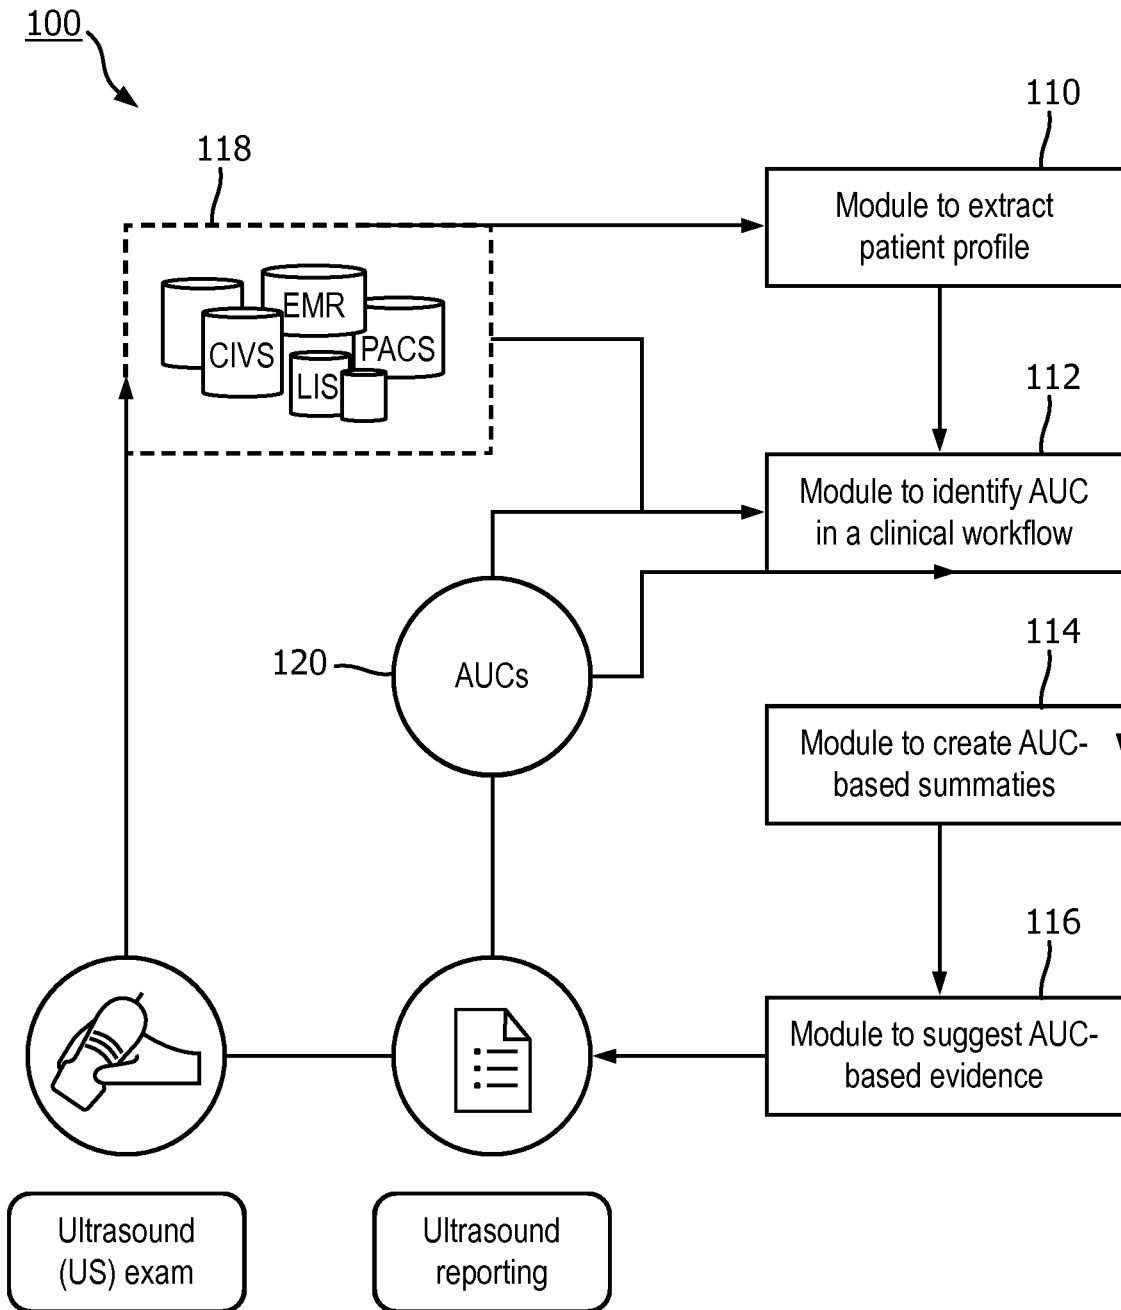 100
110
118
Module to extract
patient profile
EMR
CIVS
PACS
LIS
112
Module to identify AUC
in a clinical workflow
120
AUCs
114
Module to create AUC-
based summaties
116
Module to suggest AUC-
based evidence
Ultrasound
(US) exam
Ultrasound
reporting